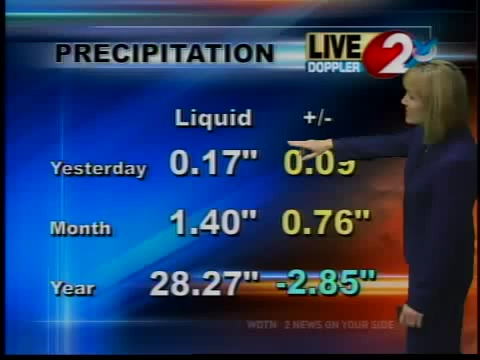 PRECIPITATION
LIVE
DOPPLER
2
Liquid +/-
Yesterday 0.17" 0.09
Month 1.40" 0.76"
Year 28.27" -2.85"
WDTN 2 NEWS ON YOUR SIDE